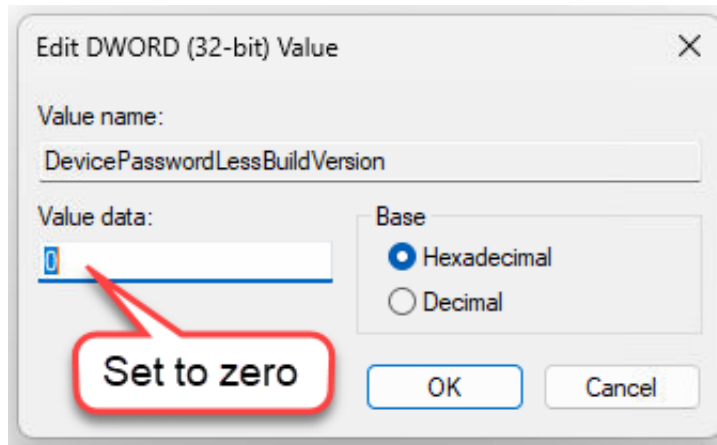 Edit DWORD (32-bit) Value
Value name:
DevicePasswordLessBuildVersion
Value data:
0
Base
Hexadecimal
Decimal
Set to zero
OK
Cancel